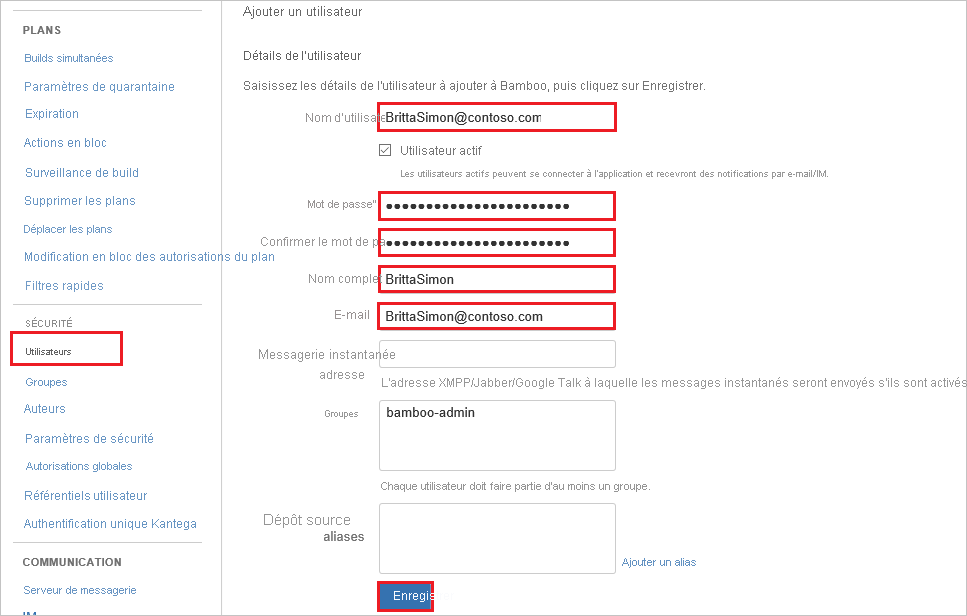 PLANS
Builds simultanées
Paramètres de quarantaine
Expiration
Actions en bloc
Surveillance de build
Supprimer les plans
Déplacer les plans
Modification en bloc des autorisations du plan
Filtres rapides
SÉCURITÉ
Utilisateurs
Groupes
Auteurs
Paramètres de sécurité
Autorisations globales
Référentiels utilisateur
Authentification unique Kantega
COMMUNICATION
Serveur de messagerie
IM
Ajouter un utilisateur
Détails de l'utilisateur
Saisissez les détails de l'utilisateur à ajouter à Bamboo, puis cliquez sur Enregistrer.
Nom d'utilisate BrittaSimon@contoso.com
Utilisateur actif
Les utilisateurs actifs peuvent se connecter à l'application et recevront des notifications par e-mail/IM.
Mot de passe"
Confirmer le mot de pa
Nom comple BrittaSimon
E-mail BrittaSimon@contoso.com
Messagerie instantanée
adresse
L'adresse XMPP/Jabber/Google Talk à laquelle les messages instantanés seront envoyés s'ils sont activés
Groupes bamboo-admin
Chaque utilisateur doit faire partie d'au moins un groupe.
Dépôt source
aliases
Ajouter un alias
Enregis